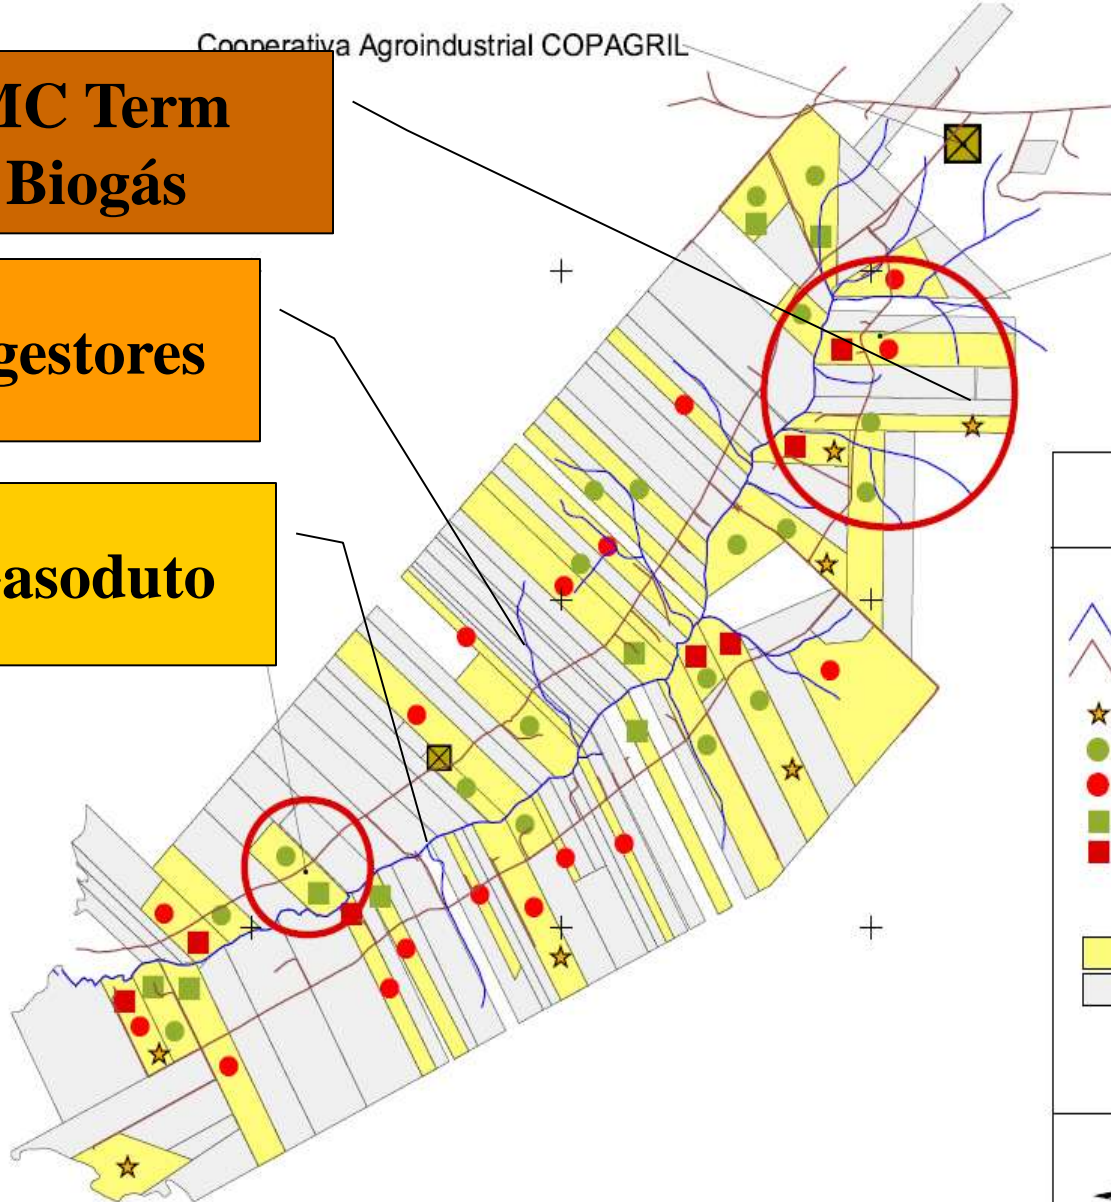 Cooperativa Agroindustrial COPAGRIL
MC Term
Biogás
gestores
asoduto